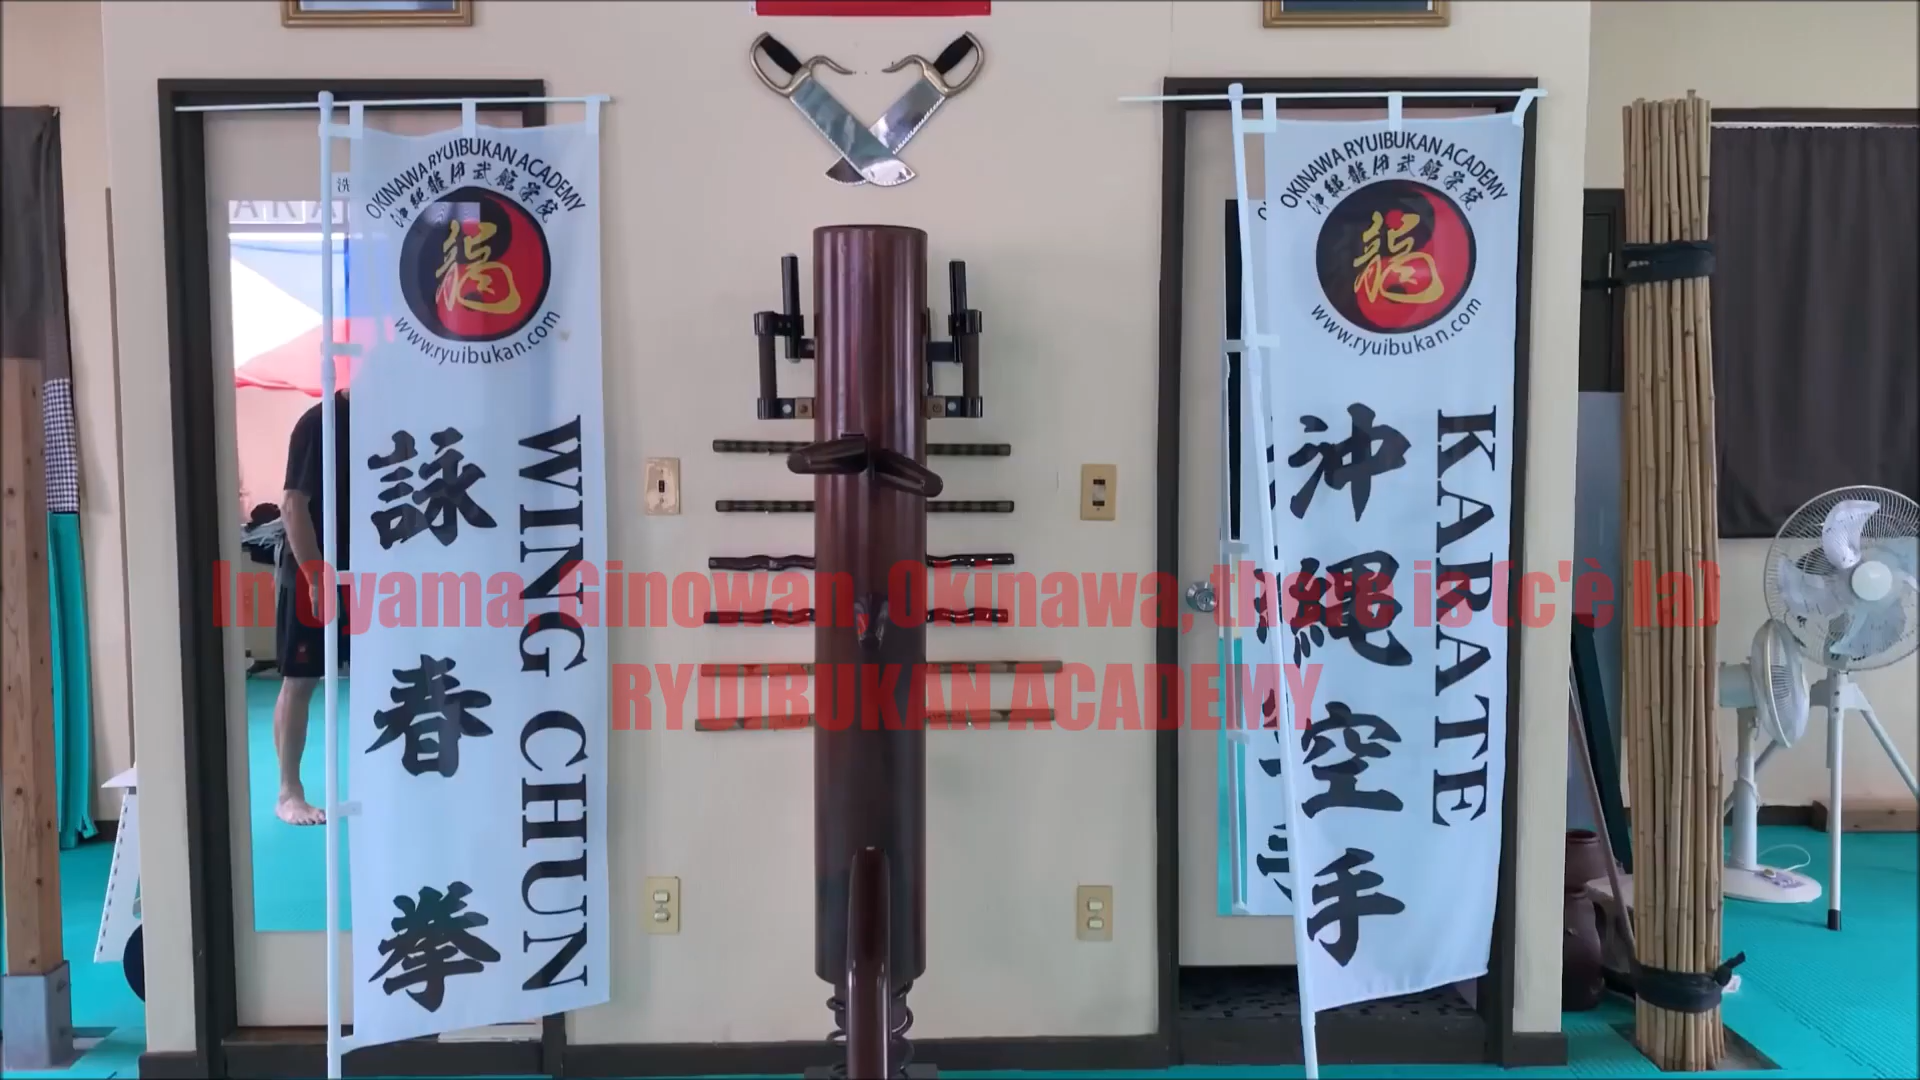 OKINAWA RYUIBUKAN ACADEMY
沖縄龍伊武館学院
龍
www.ryuibukan.com
詠春拳
WING CHUN
OKINAWA RYUIBUKAN ACADEMY
沖縄龍伊武館学院
龍
www.ryuibukan.com
沖縄空手
KARATE
In Oyama, Ginowan, Okinawa, there is (c'è la)
RYUIBUKAN ACADEMY